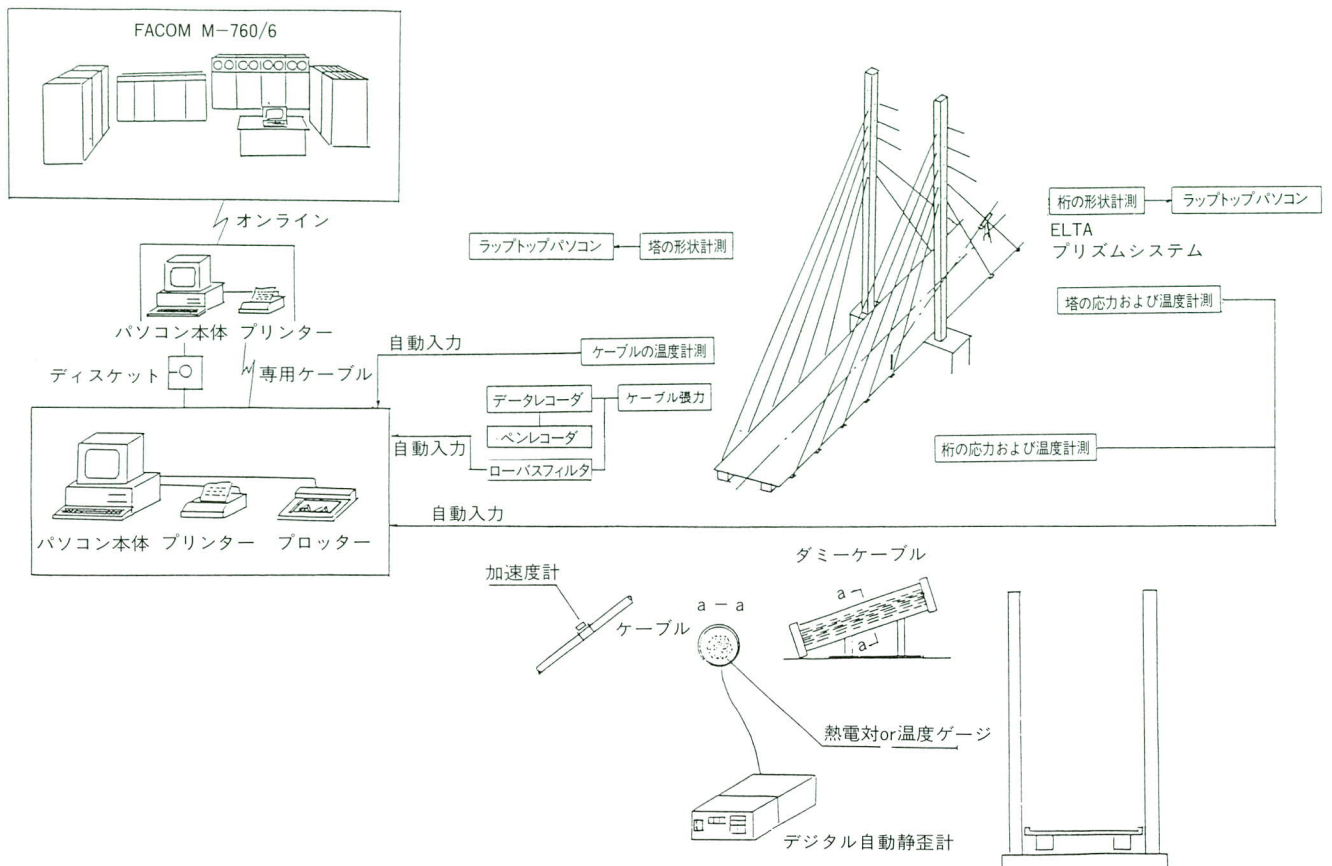 FACOM M-760/6
オンライン
パソコン本体 プリンター
ディスケット
専用ケーブル
パソコン本体 プリンター プロッター
ラップトップパソコン
塔の形状計測
桁の形状計測
ラップトップパソコン
ELTA
プリズムシステム
塔の応力および温度計測
自動入力
ケーブルの温度計測
データレコーダ
ケーブル張力
ペンレコーダ
自動入力
ローパスフィルタ
桁の応力および温度計測
自動入力
加速度計
ケーブル
a－a
ダミーケーブル
a
a
熱電対or温度ゲージ
デジタル自動静歪計